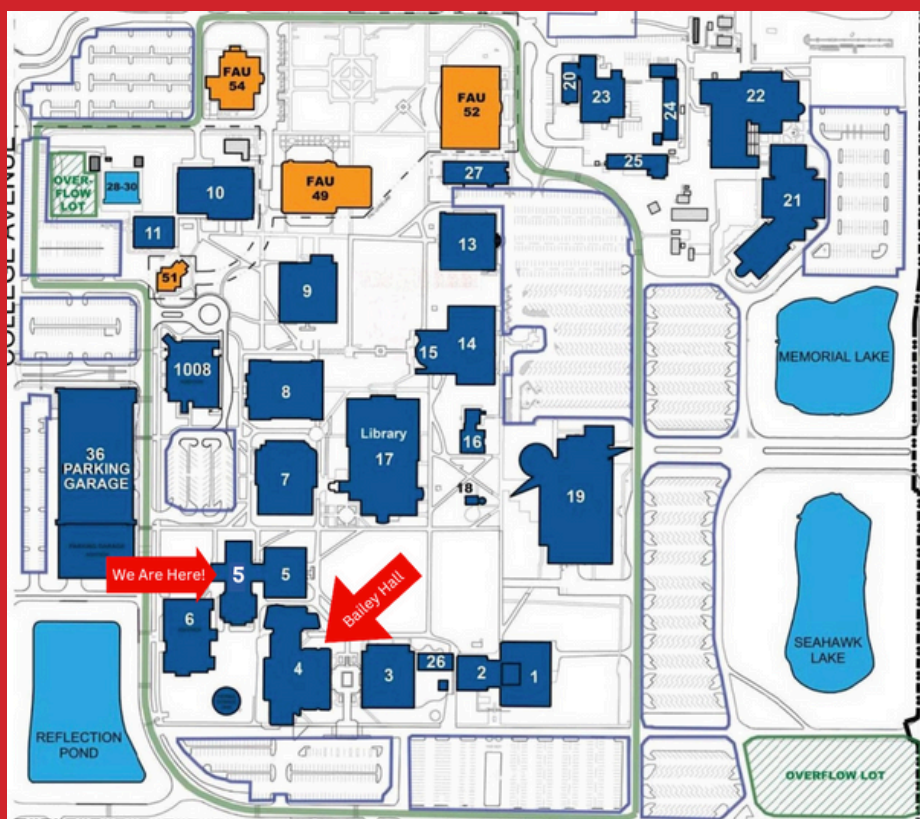 FAU
54
FAU
52
20
23
24
22
25
27
21
OVER-
FLOW
LOT
28-30
10
FAU
49
11
13
51
9
COLLEGE AVENUE
14
15
1008
8
MEMORIAL LAKE
Library
17
16
36
PARKING
GARAGE
7
18
19
We Are Here!
5
5
Bailey Hall
6
4
3
26
2
1
SEAHAWK
LAKE
REFLECTION
POND
OVERFLOW LOT